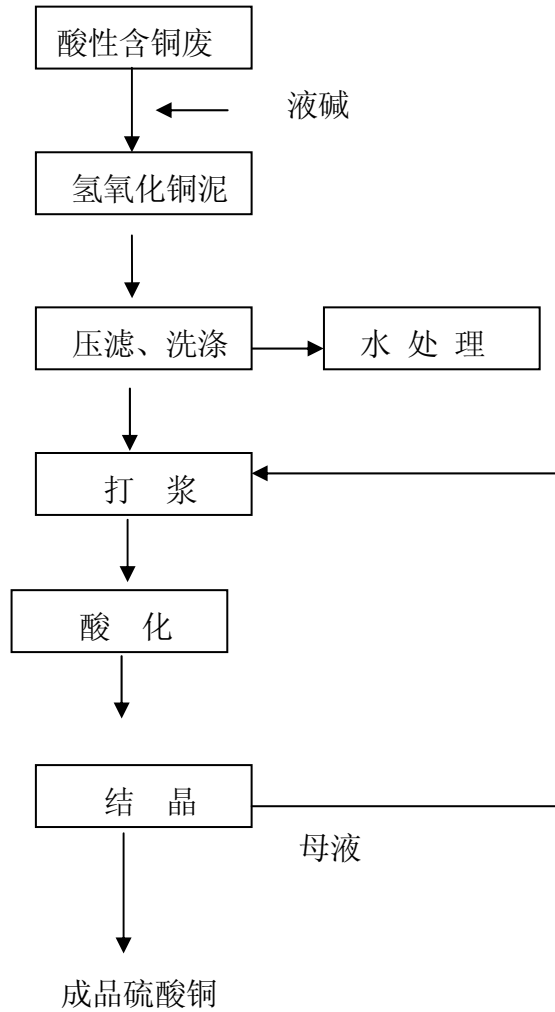 酸性含铜废
液碱
氢氧化铜泥
压滤、洗涤
水 处 理
打 浆
酸 化
结 晶
母液
成品硫酸铜